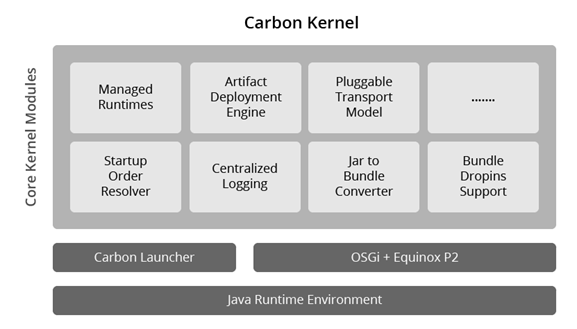 Carbon Kernel
Core Kernel Modules
Managed
Runtimes
Artifact
Deployment
Engine
Pluggable
Transport
Model
.......
Startup
Order
Resolver
Centralized
Logging
Jar to
Bundle
Converter
Bundle
Dropins
Support
Carbon Launcher
OSGi + Equinox P2
Java Runtime Environment